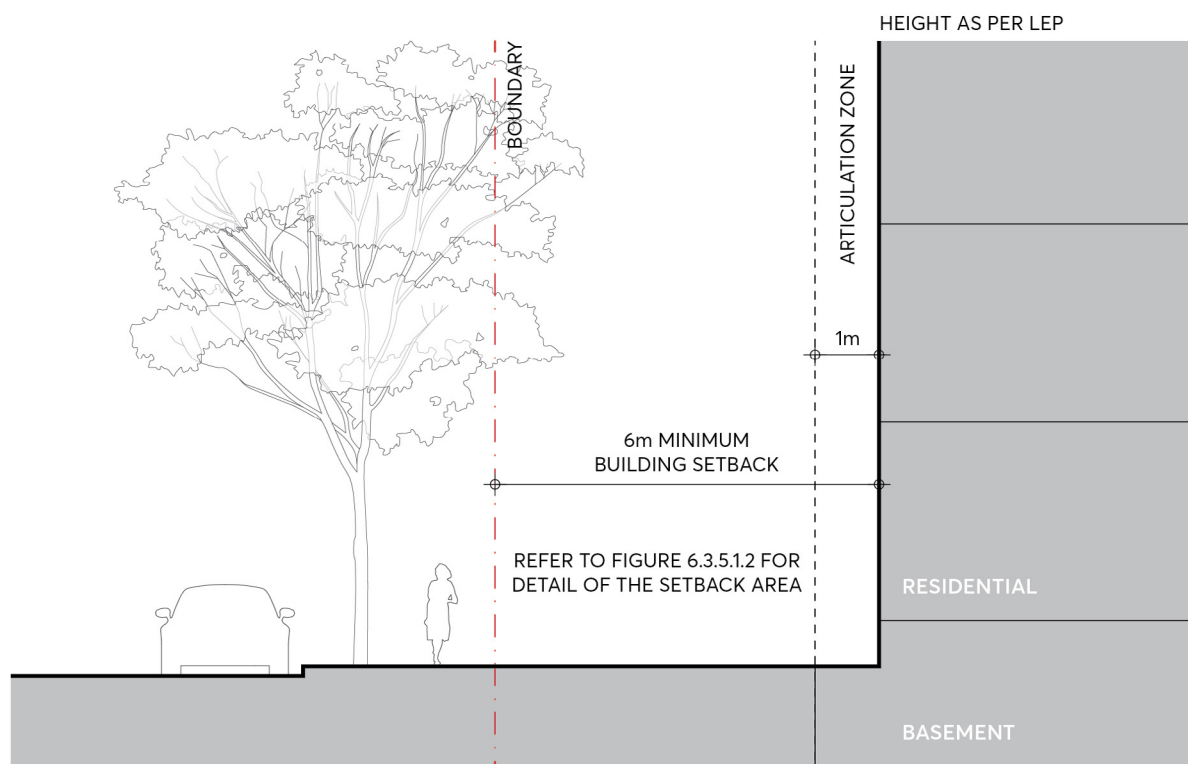 HEIGHT AS PER LEP
BOUNDARY
ARTICULATION ZONE
1m
6m MINIMUM
BUILDING SETBACK
REFER TO FIGURE 6.3.5.1.2 FOR
DETAIL OF THE SETBACK AREA
RESIDENTIAL
BASEMENT